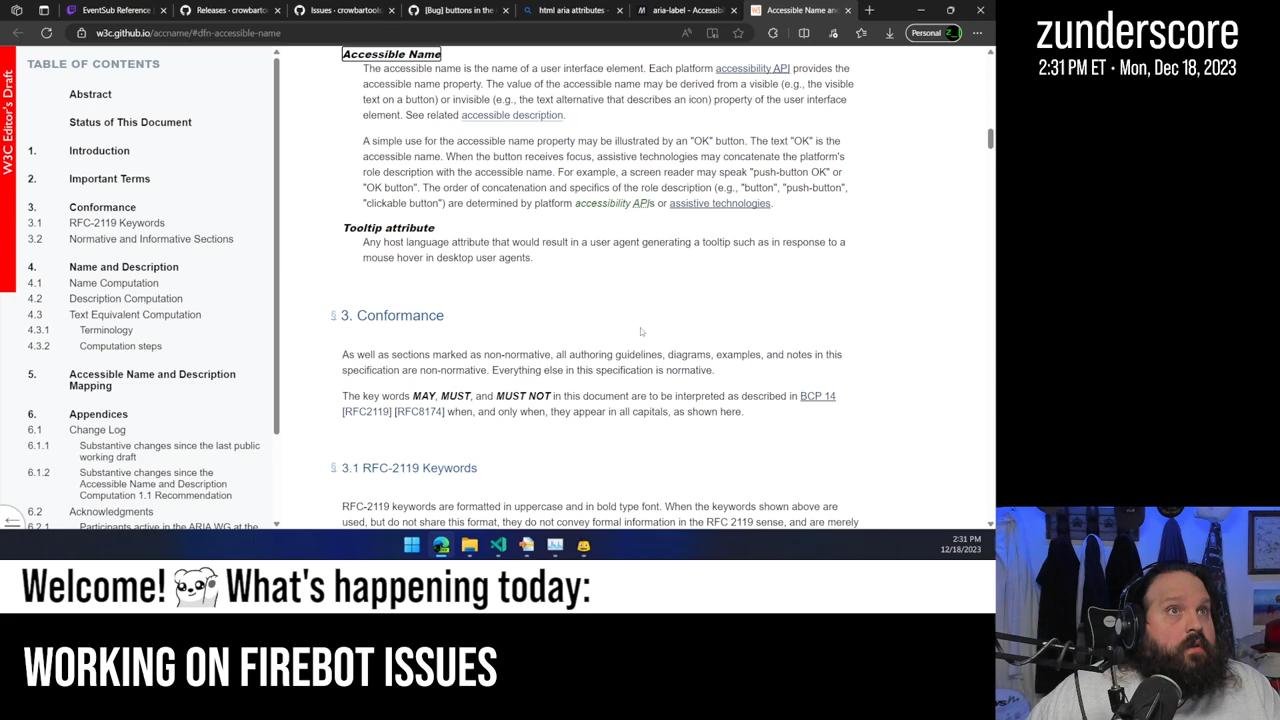 EventSub Reference
Releases · crowbarto
Issues · crowbartools
[Bug] buttons in the
html aria attributes -
aria-label - Accessib
Accessible Name an
w3c.github.io/accname/#dfn-accessible-name
Personal
W3C Editor's Draft
TABLE OF CONTENTS
Abstract
Status of This Document
1. Introduction
2. Important Terms
3. Conformance
3.1 RFC-2119 Keywords
3.2 Normative and Informative Sections
4. Name and Description
4.1 Name Computation
4.2 Description Computation
4.3 Text Equivalent Computation
4.3.1 Terminology
4.3.2 Computation steps
5. Accessible Name and Description
Mapping
6. Appendices
6.1 Change Log
6.1.1 Substantive changes since the last public
working draft
6.1.2 Substantive changes since the
Accessible Name and Description
Computation 1.1 Recommendation
6.2 Acknowledgments
6.2.1 Participants active in the ARIA WG at the
Accessible Name
The accessible name is the name of a user interface element. Each platform accessibility API provides the
accessible name property. The value of the accessible name may be derived from a visible (e.g., the visible
text on a button) or invisible (e.g., the text alternative that describes an icon) property of the user interface
element. See related accessible description.
A simple use for the accessible name property may be illustrated by an "OK" button. The text "OK" is the
accessible name. When the button receives focus, assistive technologies may concatenate the platform's
role description with the accessible name. For example, a screen reader may speak "push-button OK" or
"OK button". The order of concatenation and specifics of the role description (e.g., "button", "push-button",
"clickable button") are determined by platform accessibility APIs or assistive technologies.
Tooltip attribute
Any host language attribute that would result in a user agent generating a tooltip such as in response to a
mouse hover in desktop user agents.
§ 3. Conformance
As well as sections marked as non-normative, all authoring guidelines, diagrams, examples, and notes in this
specification are non-normative. Everything else in this specification is normative.
The key words MAY, MUST, and MUST NOT in this document are to be interpreted as described in BCP 14
[RFC2119] [RFC8174] when, and only when, they appear in all capitals, as shown here.
§ 3.1 RFC-2119 Keywords
RFC-2119 keywords are formatted in uppercase and in bold type font. When the keywords shown above are
used, but do not share this format, they do not convey formal information in the RFC 2119 sense, and are merely
2:31 PM
12/18/2023
zunderscore
2:31 PM ET • Mon, Dec 18, 2023
Welcome! What's happening today:
WORKING ON FIREBOT ISSUES